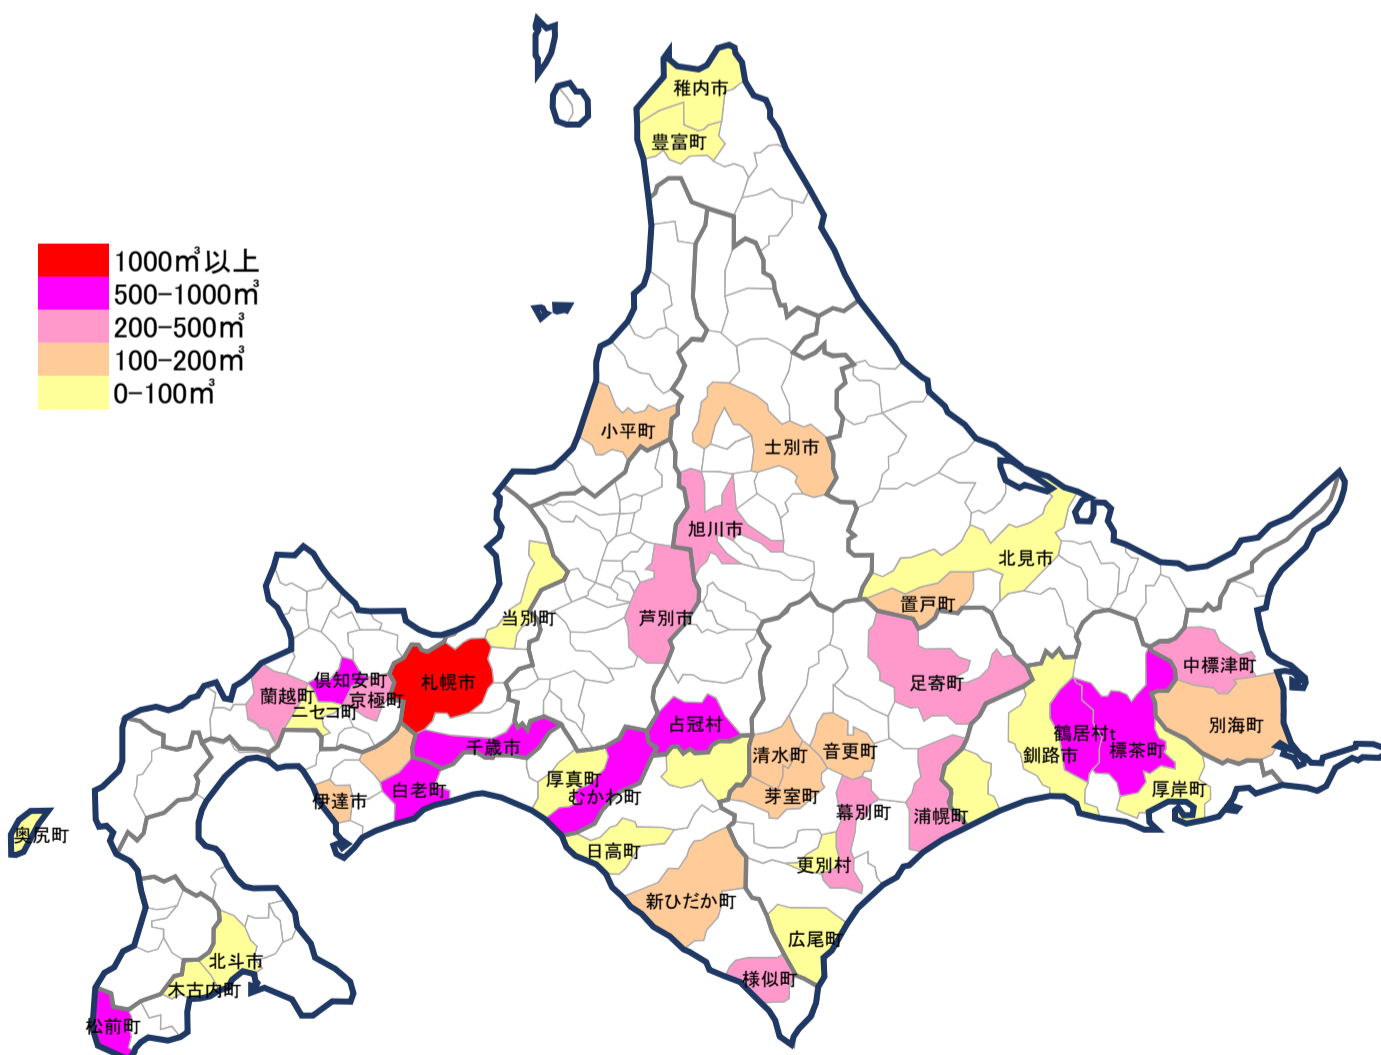 稚内市
豊富町
1000㎥以上
500-1000㎥
200-500㎥
100-200㎥
0-100㎥
小平町
士別市
旭川市
北見市
置戸町
当別町
芦別市
中標津町
倶知安町
札幌市
足寄町
蘭越町
京極町
ニセコ町
別海町
占冠村
鶴居村t
千歳市
清水町
音更町
釧路市
標茶町
厚真町
白老町
むかわ町
伊達市
芽室町
厚岸町
幕別町
浦幌町
奥尻町
日高町
更別村
新ひだか町
広尾町
北斗市
様似町
木古内町
松前町